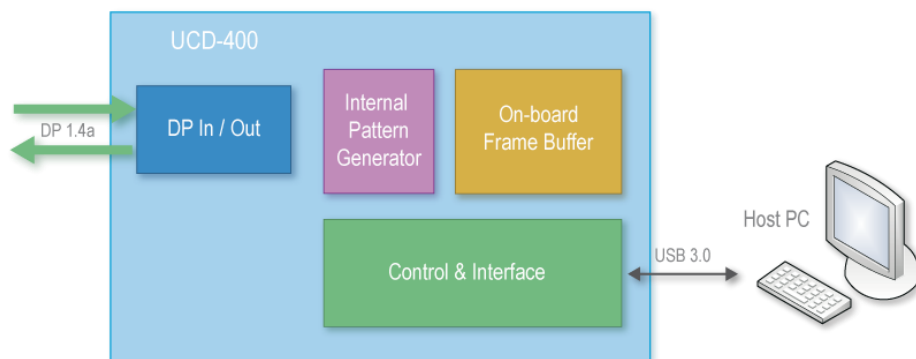 UCD-400
DP 1.4a
DP In / Out
Internal
Pattern
Generator
On-board
Frame Buffer
Control & Interface
USB 3.0
Host PC